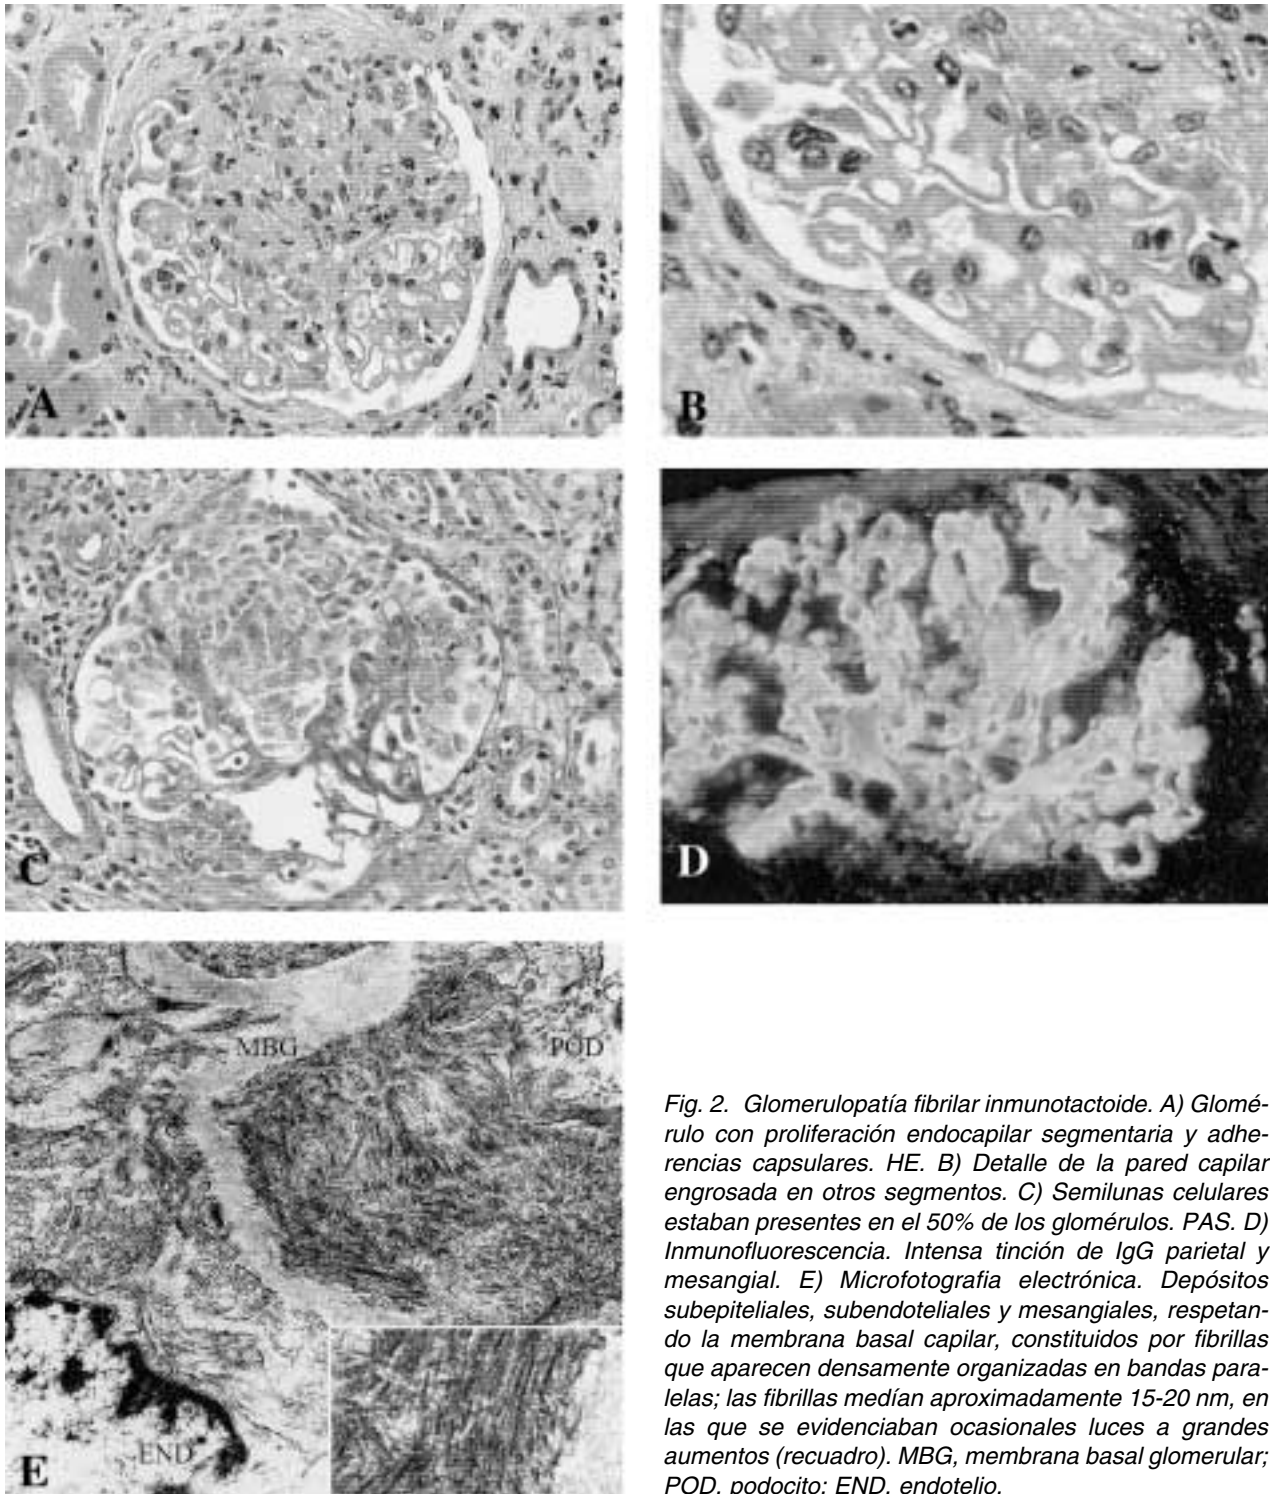 A
B
C
D
MBG
POD
END
E
Fig. 2. Glomerulopatía fibrilar inmunotactoide. A) Glomé-
rulo con proliferación endocapilar segmentaria y adhe-
rencias capsulares. HE. B) Detalle de la pared capilar
engrosada en otros segmentos. C) Semilunas celulares
estaban presentes en el 50% de los glomérulos. PAS. D)
Inmunofluorescencia. Intensa tinción de IgG parietal y
mesangial. E) Microfotografia electrónica. Depósitos
subepiteliales, subendoteliales y mesangiales, respetan-
do la membrana basal capilar, constituidos por fibrillas
que aparecen densamente organizadas en bandas para-
lelas; las fibrillas medían aproximadamente 15-20 nm, en
las que se evidenciaban ocasionales luces a grandes
aumentos (recuadro). MBG, membrana basal glomerular;
POD, podocito; END, endotelio.